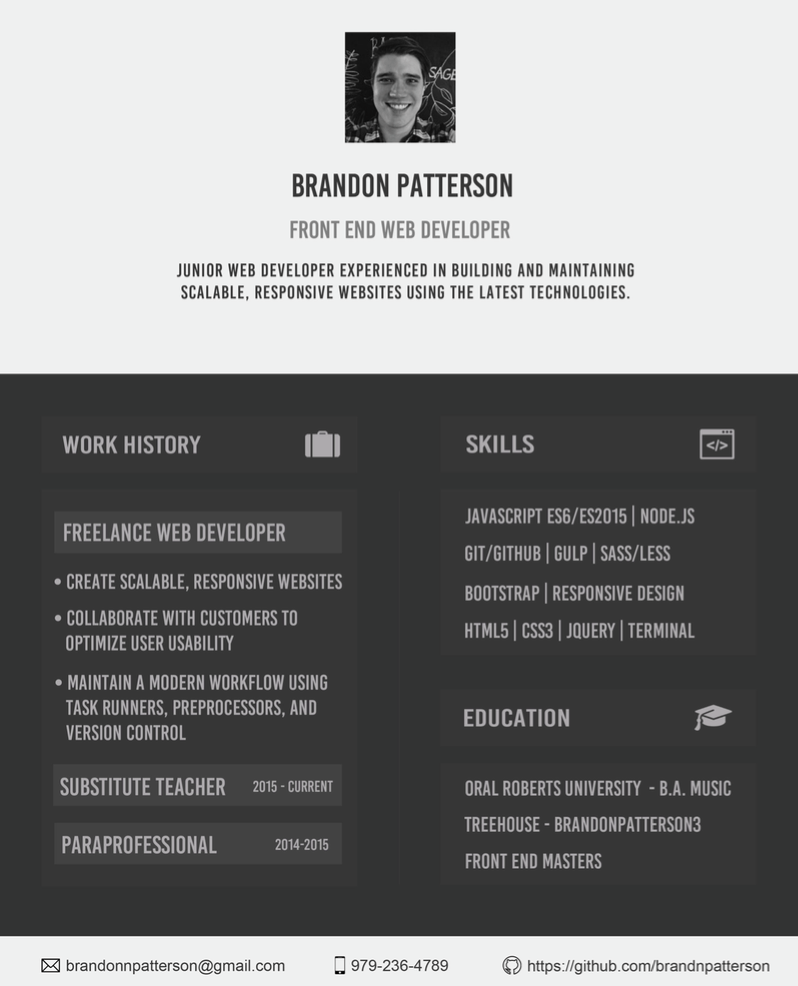 SAGE
BRANDON PATTERSON
FRONT END WEB DEVELOPER
JUNIOR WEB DEVELOPER EXPERIENCED IN BUILDING AND MAINTAINING
SCALABLE, RESPONSIVE WEBSITES USING THE LATEST TECHNOLOGIES.
WORK HISTORY
FREELANCE WEB DEVELOPER
• CREATE SCALABLE, RESPONSIVE WEBSITES
• COLLABORATE WITH CUSTOMERS TO
OPTIMIZE USER USABILITY
• MAINTAIN A MODERN WORKFLOW USING
TASK RUNNERS, PREPROCESSORS, AND
VERSION CONTROL
SUBSTITUTE TEACHER 2015 - CURRENT
PARAPROFESSIONAL 2014-2015
SKILLS
</>
JAVASCRIPT ES6/ES2015 | NODE.JS
GIT/GITHUB | GULP | SASS/LESS
BOOTSTRAP | RESPONSIVE DESIGN
HTML5 | CSS3 | JQUERY | TERMINAL
EDUCATION
ORAL ROBERTS UNIVERSITY - B.A. MUSIC
TREEHOUSE - BRANDONPATTERSON3
FRONT END MASTERS
brandonnpatterson@gmail.com 979-236-4789 https://github.com/brandnpatterson